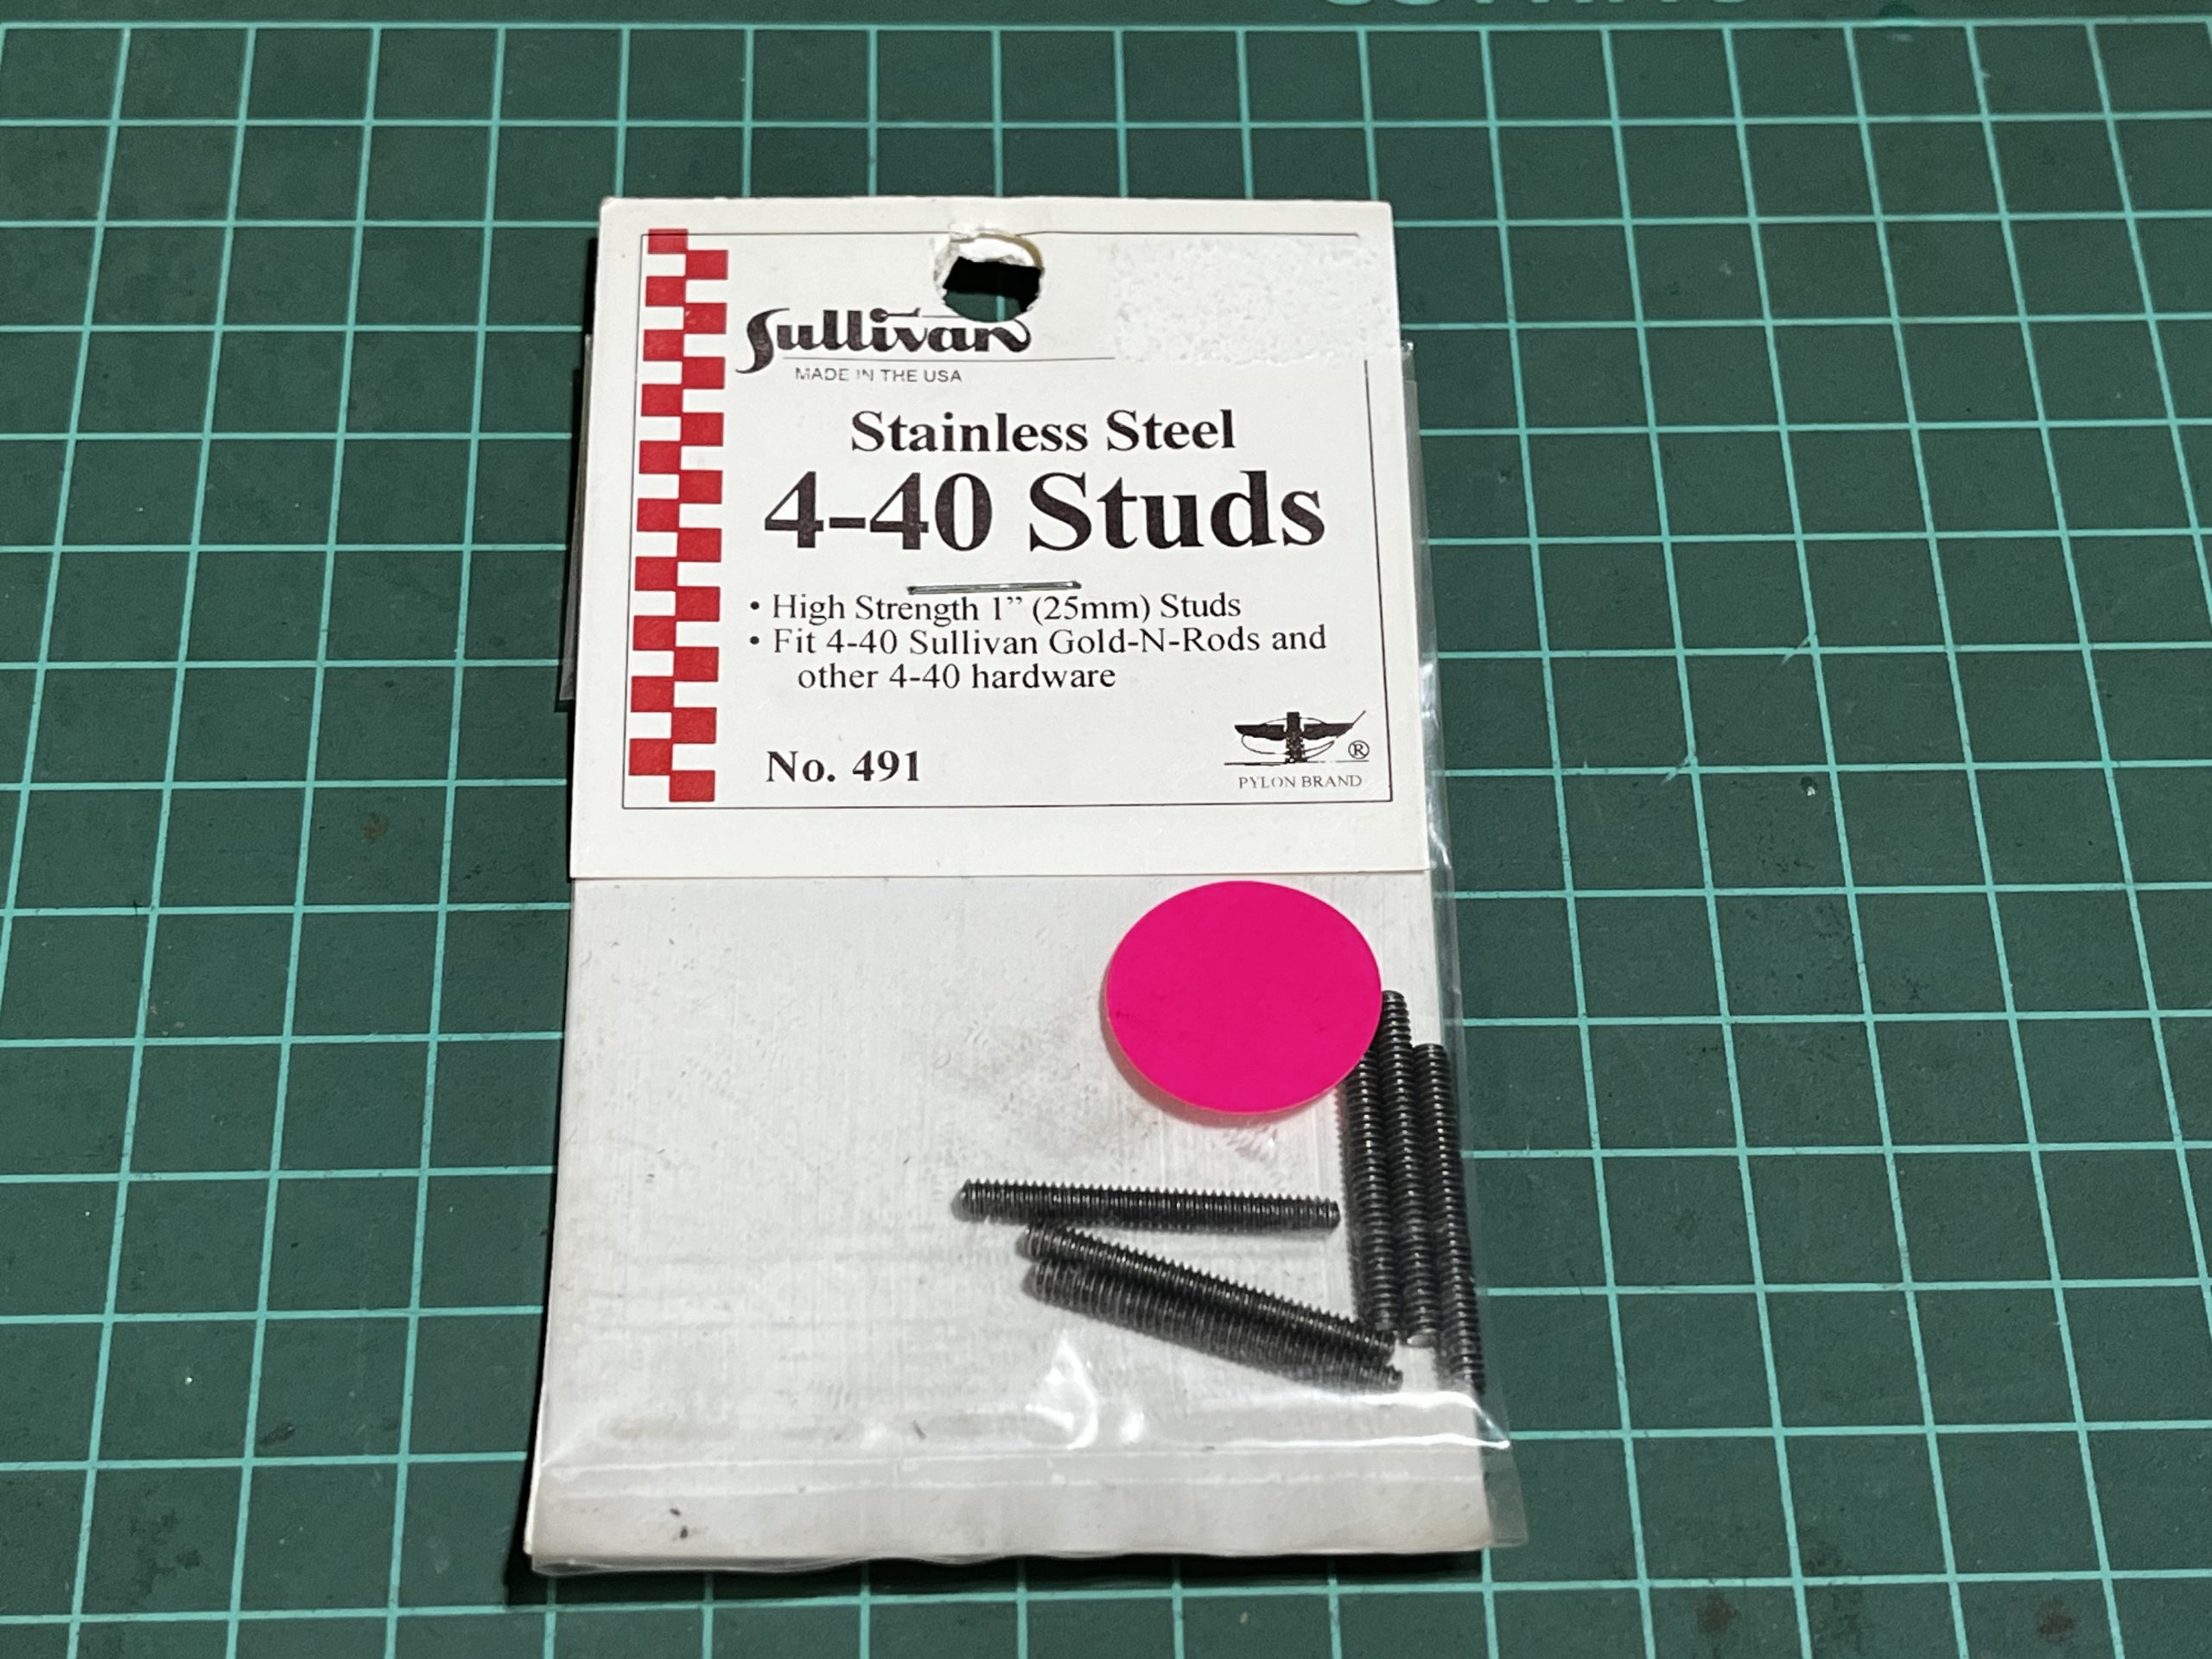 Sullivan
MADE IN THE USA
Stainless Steel
4-40 Studs
• High Strength 1” (25mm) Studs
• Fit 4-40 Sullivan Gold-N-Rods and
other 4-40 hardware
No. 491
®
PYLON BRAND